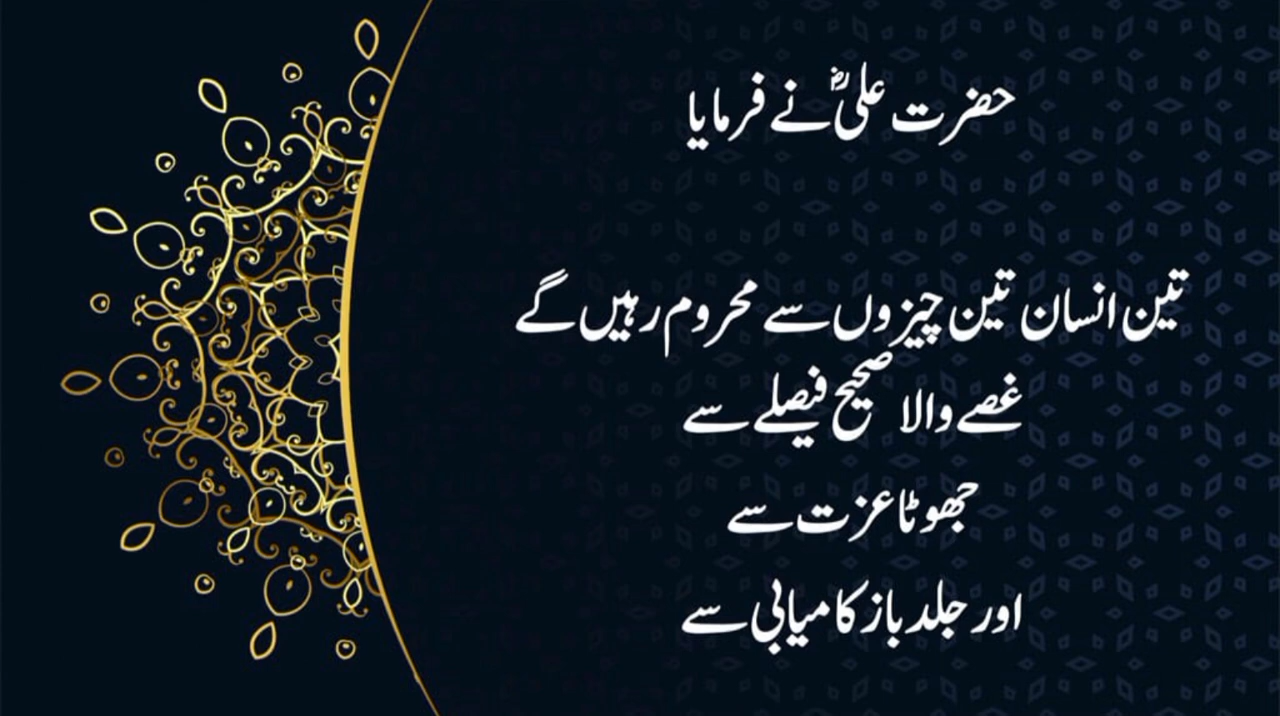 حضرت علیؓ نے فرمایا
تین انسان تین چیزوں سے محروم رہیں گے
غصے والا صحیح فیصلے سے
جھوٹا عزت سے
اور جلد باز کامیابی سے